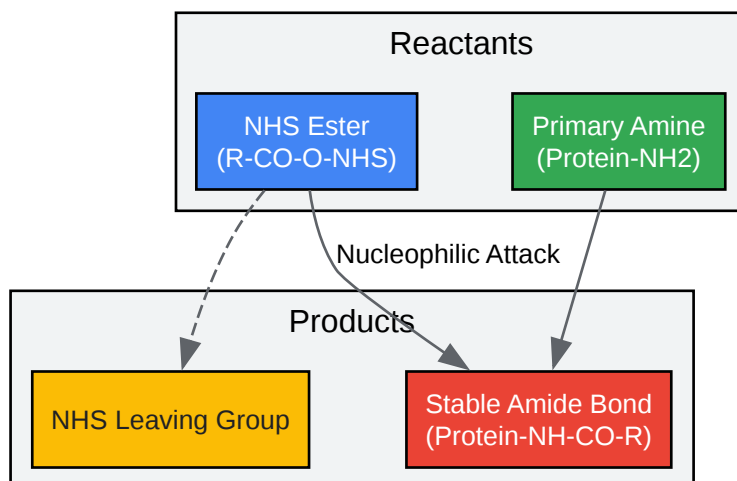 Reactants
NHS Ester
(R-CO-O-NHS)
Primary Amine
(Protein-NH2)
Nucleophilic Attack
Products
NHS Leaving Group
Stable Amide Bond
(Protein-NH-CO-R)